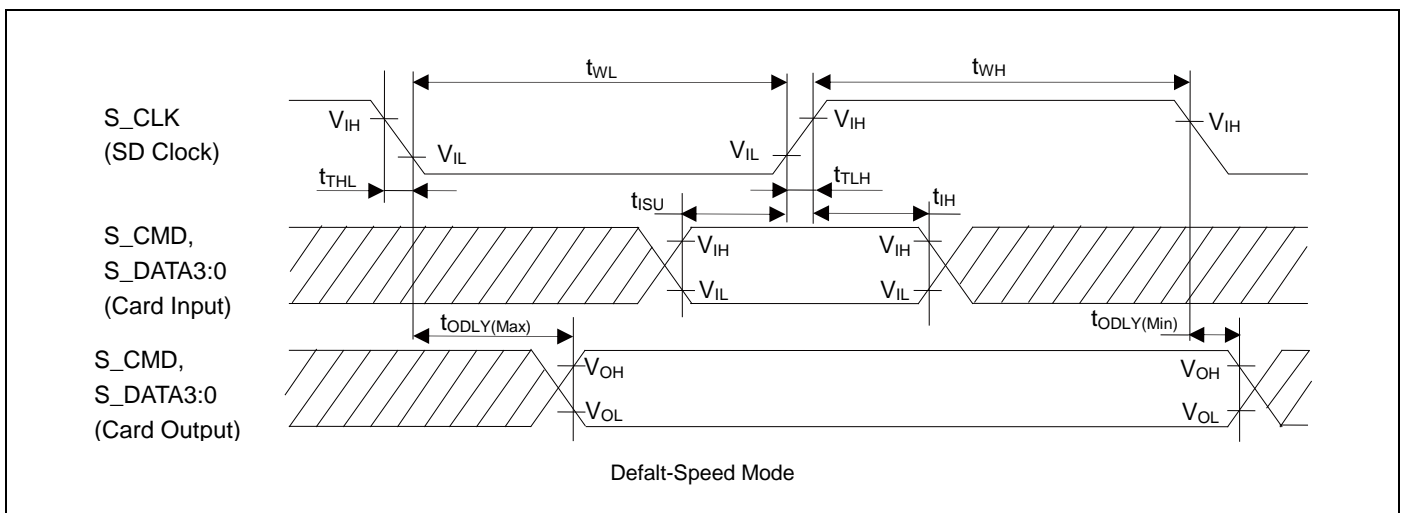 tWL
tWH
S_CLK
(SD Clock)
VIH
VIL
VIL
VIH
VIH
tTHL
tTLH
tISU
tIH
S_CMD,
S_DATA3:0
(Card Input)
VIH
VIL
VIH
VIL
tODLY(Max)
tODLY(Min)
S_CMD,
S_DATA3:0
(Card Output)
VOH
VOL
VOH
VOL
Defalt-Speed Mode